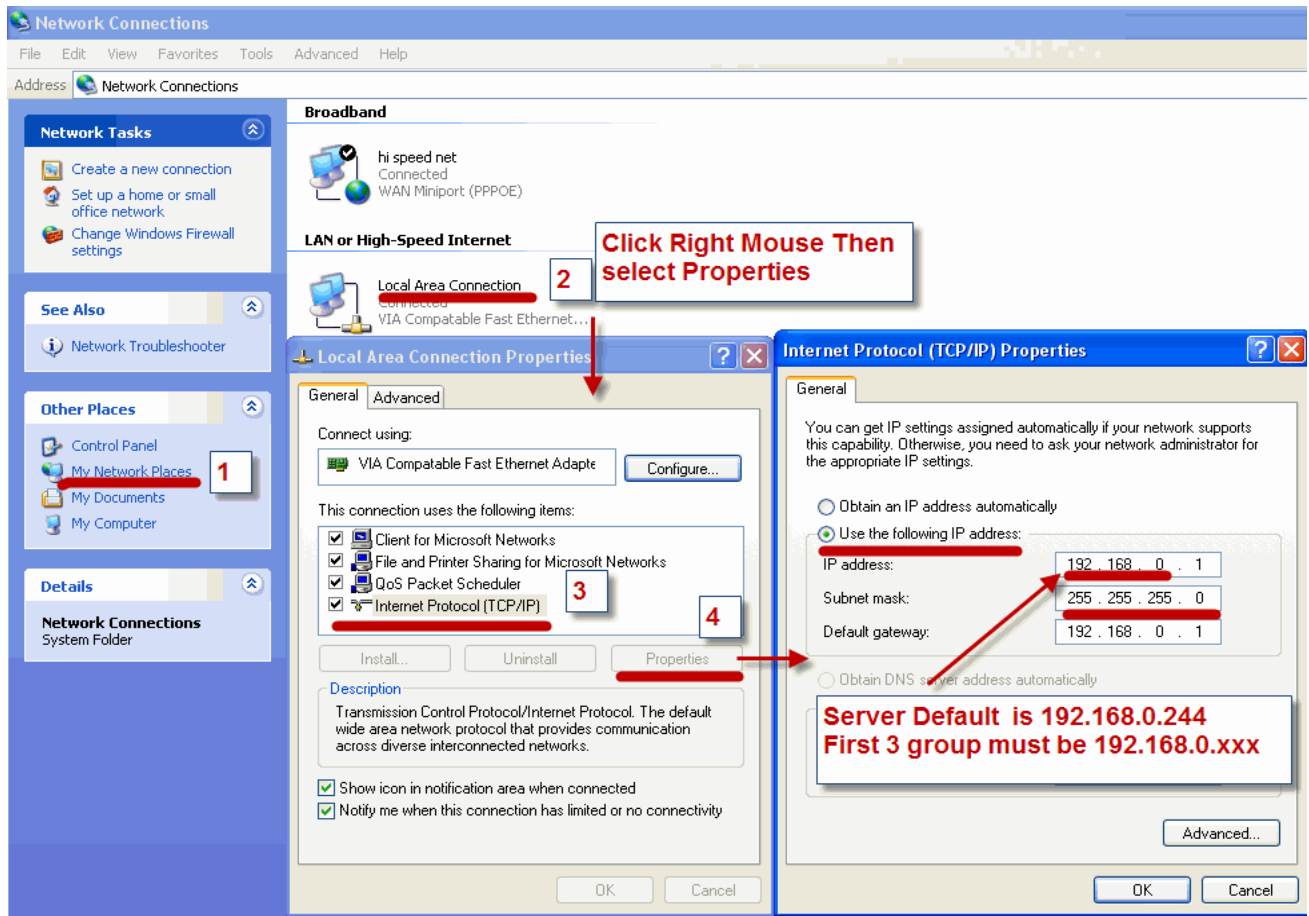 Network Connections
File Edit View Favorites Tools Advanced Help
Address Network Connections
Network Tasks
Create a new connection
Set up a home or small
office network
Change Windows Firewall
settings
See Also
Network Troubleshooter
Other Places
Control Panel
My Network Places
1
My Documents
My Computer
Details
Network Connections
System Folder
Broadband
hi speed net
Connected
WAN Miniport (PPPOE)
LAN or High-Speed Internet
Local Area Connection
Connected
VIA Compatable Fast Ethernet...
2
Click Right Mouse Then
select Properties
Local Area Connection Properties
General Advanced
Connect using:
VIA Compatable Fast Ethernet Adapte
Configure...
This connection uses the following items:
Client for Microsoft Networks
File and Printer Sharing for Microsoft Networks
QoS Packet Scheduler
Internet Protocol (TCP/IP)
3
4
Install... Uninstall Properties
Description
Transmission Control Protocol/Internet Protocol. The default
wide area network protocol that provides communication
across diverse interconnected networks.
Show icon in notification area when connected
Notify me when this connection has limited or no connectivity
OK Cancel
Internet Protocol (TCP/IP) Properties
General
You can get IP settings assigned automatically if your network supports
this capability. Otherwise, you need to ask your network administrator for
the appropriate IP settings.
Obtain an IP address automatically
Use the following IP address:
IP address: 192 . 168 . 0 . 1
Subnet mask: 255 . 255 . 255 . 0
Default gateway: 192 . 168 . 0 . 1
Obtain DNS server address automatically
Server Default is 192.168.0.244
First 3 group must be 192.168.0.xxx
Advanced...
OK Cancel